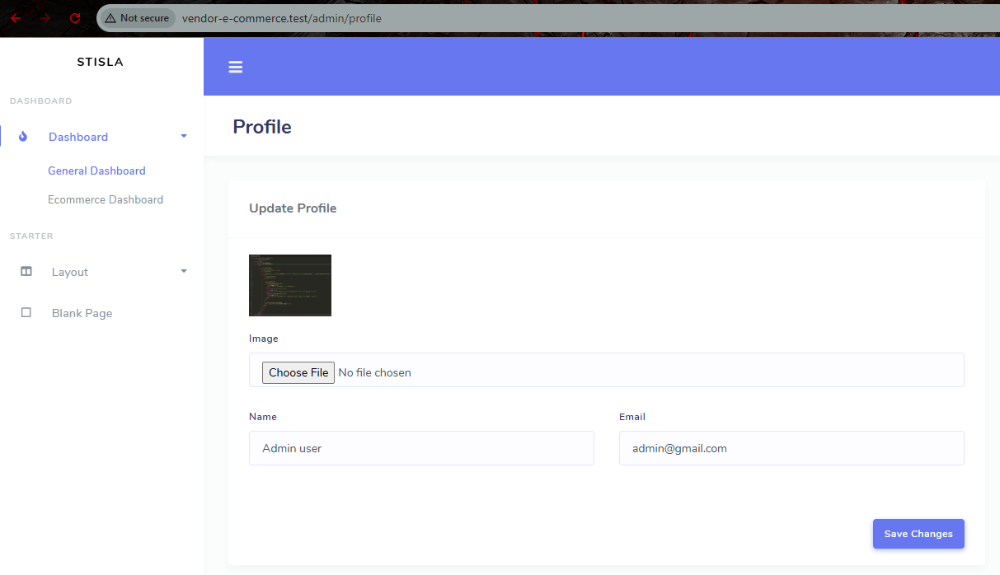 Not secure vendor-e-commerce.test/admin/profile
STISLA
DASHBOARD
Dashboard
General Dashboard
Ecommerce Dashboard
STARTER
Layout
Blank Page
Profile
Update Profile
Image
Choose File No file chosen
Name Email
Admin user admin@gmail.com
Save Changes